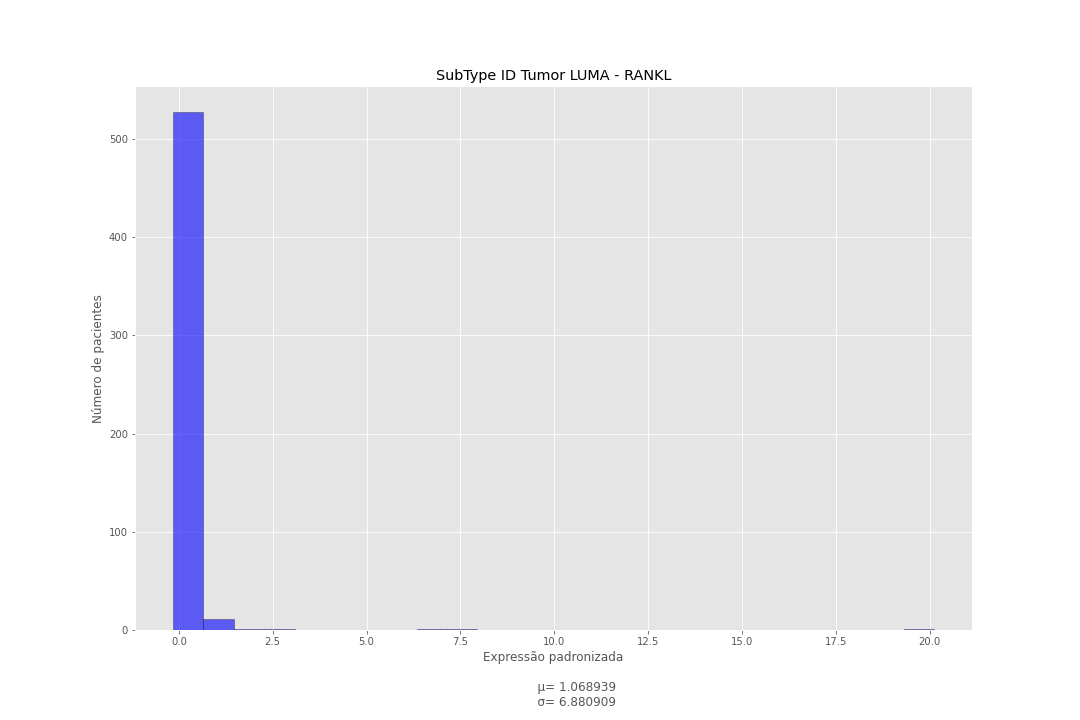 SubType ID Tumor LUMA - RANKL
Número de pacientes
500
400
300
200
100
0
0.0 2.5 5.0 7.5 10.0 12.5 15.0 17.5 20.0
Expressão padronizada
μ= 1.068939
σ= 6.880909